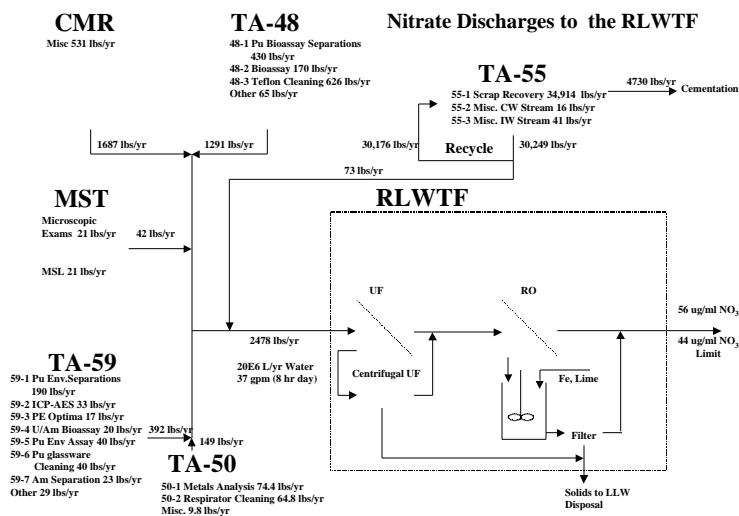 CMR
Misc 531 lbs/yr
TA-48
48-1 Pu Bioassay Separations
430 lbs/yr
48-2 Bioassay 170 lbs/yr
48-3 Teflon Cleaning 626 lbs/yr
Other 65 lbs/yr
Nitrate Discharges to the RLWTF
TA-55
55-1 Scrap Recovery 34,914 lbs/yr
55-2 Misc. CW Stream 16 lbs/yr
55-3 Misc. IW Stream 41 lbs/yr
4730 lbs/yr
Cementation
1687 lbs/yr
1291 lbs/yr
30,176 lbs/yr
Recycle
30,249 lbs/yr
73 lbs/yr
MST
Microscopic
Exams 21 lbs/yr
42 lbs/yr
MSL 21 lbs/yr
RLWTF
UF
RO
56 ug/ml NO3
44 ug/ml NO3
Limit
2478 lbs/yr
20E6 L/yr Water
37 gpm (8 hr day)
Centrifugal UF
Fe, Lime
Filter
Solids to LLW
Disposal
TA-59
59-1 Pu Env.Separations
190 lbs/yr
59-2 ICP-AES 33 lbs/yr
59-3 PE Optima 17 lbs/yr
59-4 U/Am Bioassay 20 lbs/yr
59-5 Pu Env Assay 40 lbs/yr
59-6 Pu glassware
Cleaning 40 lbs/yr
59-7 Am Separation 23 lbs/yr
Other 29 lbs/yr
392 lbs/yr
149 lbs/yr
TA-50
50-1 Metals Analysis 74.4 lbs/yr
50-2 Respirator Cleaning 64.8 lbs/yr
Misc. 9.8 lbs/yr